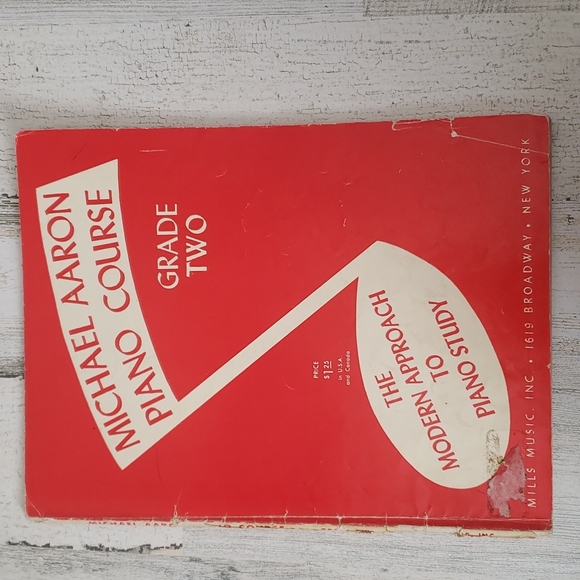 MICHAEL AARON
PIANO COURSE
GRADE
TWO
PRICE
$1.25
in U.S.A.
and Canada
THE
MODERN APPROACH
TO
PIANO STUDY
MILLS MUSIC, INC. • 1619 BROADWAY • NEW YORK